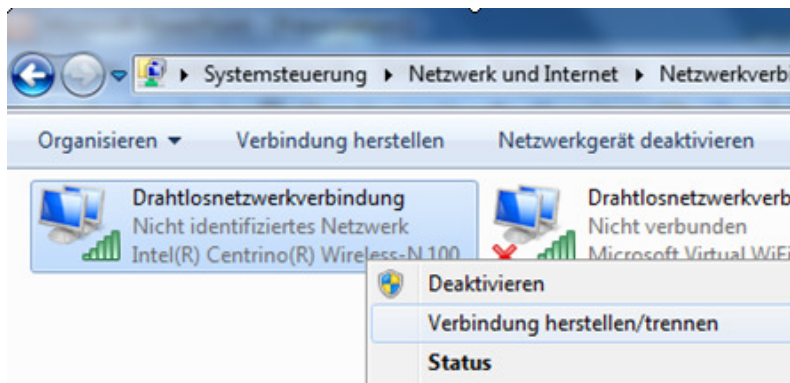 Systemsteuerung ▸ Netzwerk und Internet ▸ Netzwerkverbi
Organisieren ▾ Verbindung herstellen Netzwerkgerät deaktivieren
Drahtlosnetzwerkverbindung
Nicht identifiziertes Netzwerk
Intel(R) Centrino(R) Wireless-N 100
Drahtlosnetzwerkverb
Nicht verbunden
Microsoft Virtual WiFi
Deaktivieren
Verbindung herstellen/trennen
Status